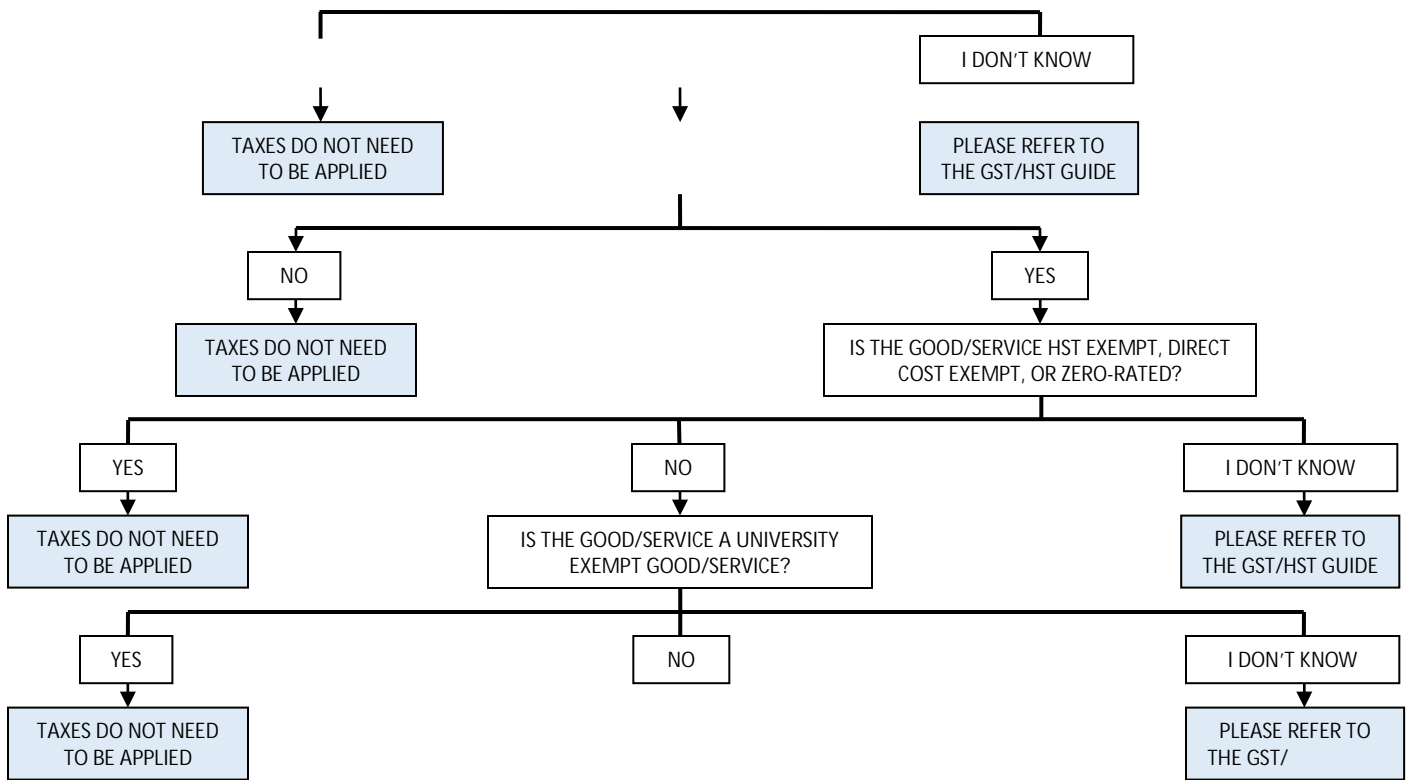 I DON'T KNOW
TAXES DO NOT NEED
TO BE APPLIED
PLEASE REFER TO
THE GST/HST GUIDE
NO
YES
TAXES DO NOT NEED
TO BE APPLIED
IS THE GOOD/SERVICE HST EXEMPT, DIRECT
COST EXEMPT, OR ZERO-RATED?
YES
NO
I DON'T KNOW
TAXES DO NOT NEED
TO BE APPLIED
IS THE GOOD/SERVICE A UNIVERSITY
EXEMPT GOOD/SERVICE?
PLEASE REFER TO
THE GST/HST GUIDE
YES
NO
I DON'T KNOW
TAXES DO NOT NEED
TO BE APPLIED
PLEASE REFER TO
THE GST/